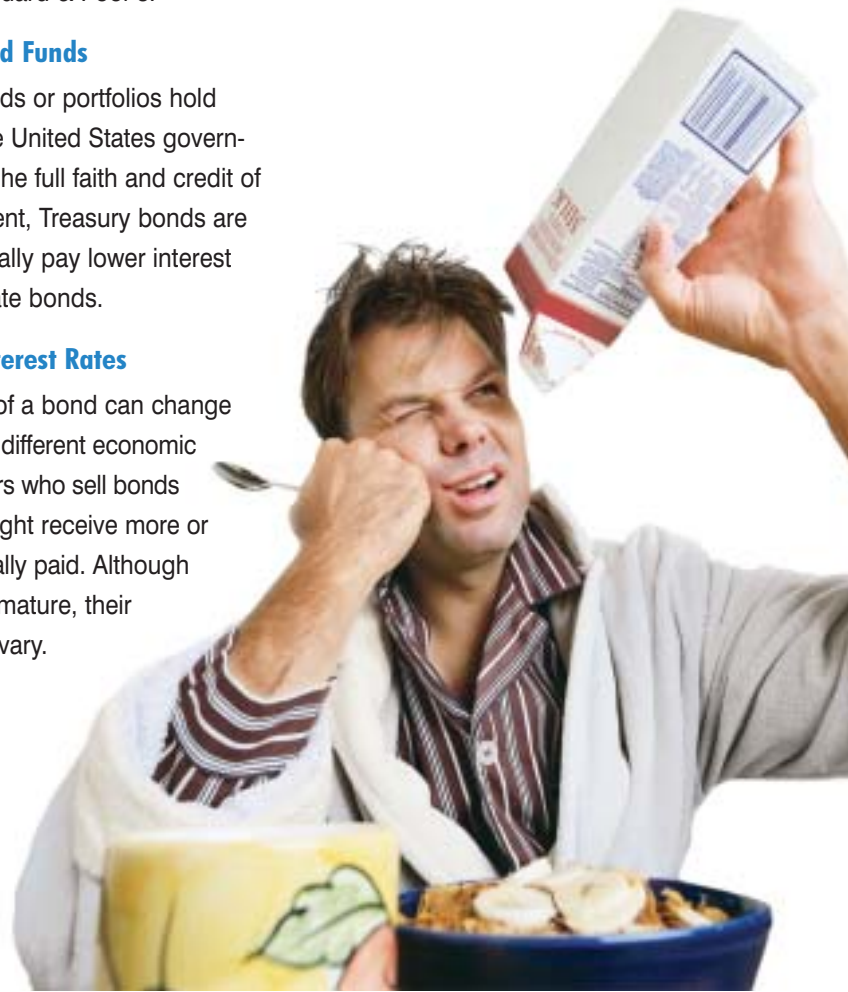 d Funds
ds or portfolios hold
e United States govern-
he full faith and credit of
ent, Treasury bonds are
ally pay lower interest
ate bonds.
erest Rates
of a bond can change
different economic
rs who sell bonds
ght receive more or
ally paid. Although
mature, their
vary.
MILK